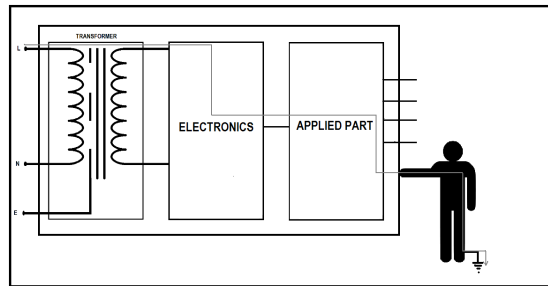 TRANSFORMER
L
ELECTRONICS
APPLIED PART
N
E